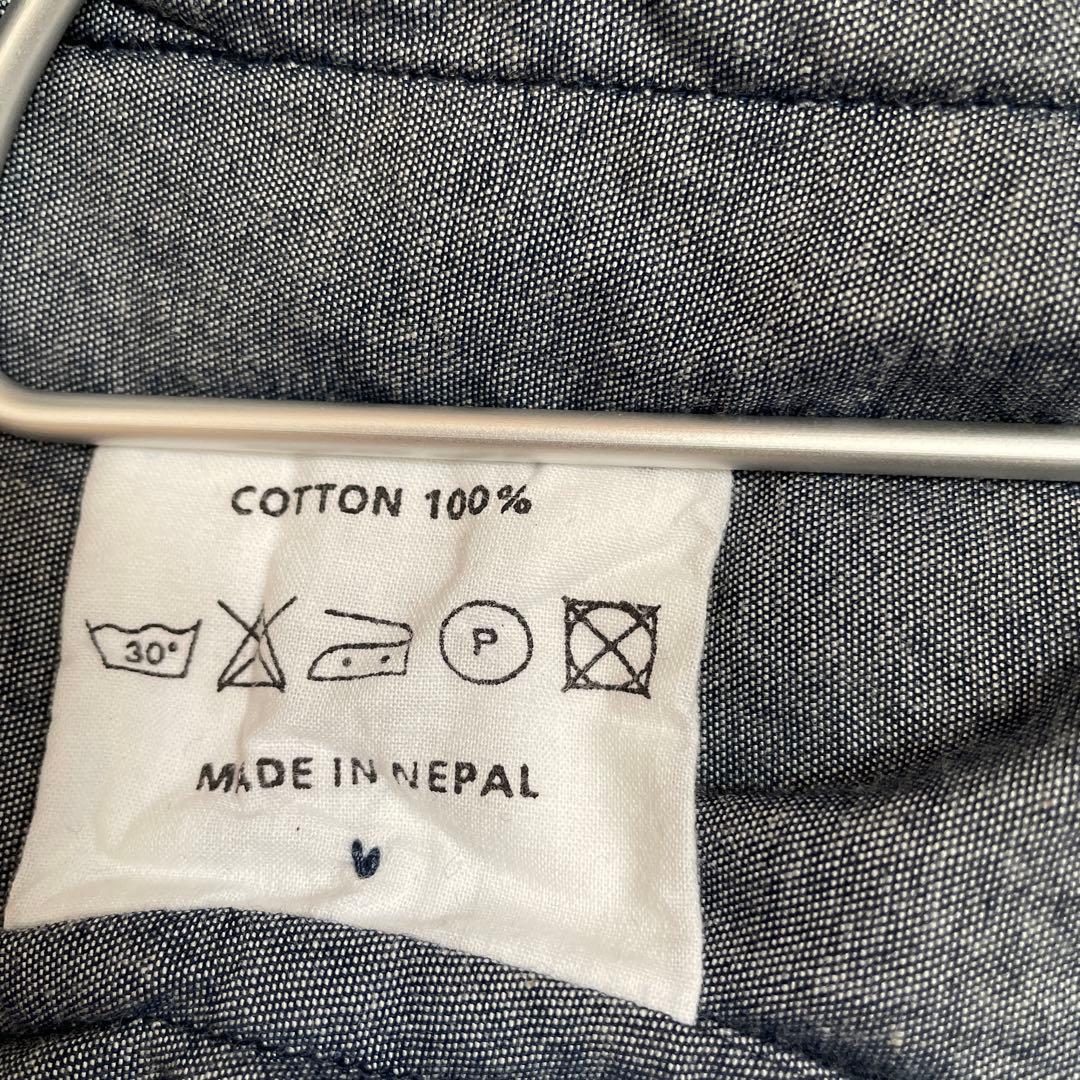 COTTON 100%
30°
P
MADE IN NEPAL